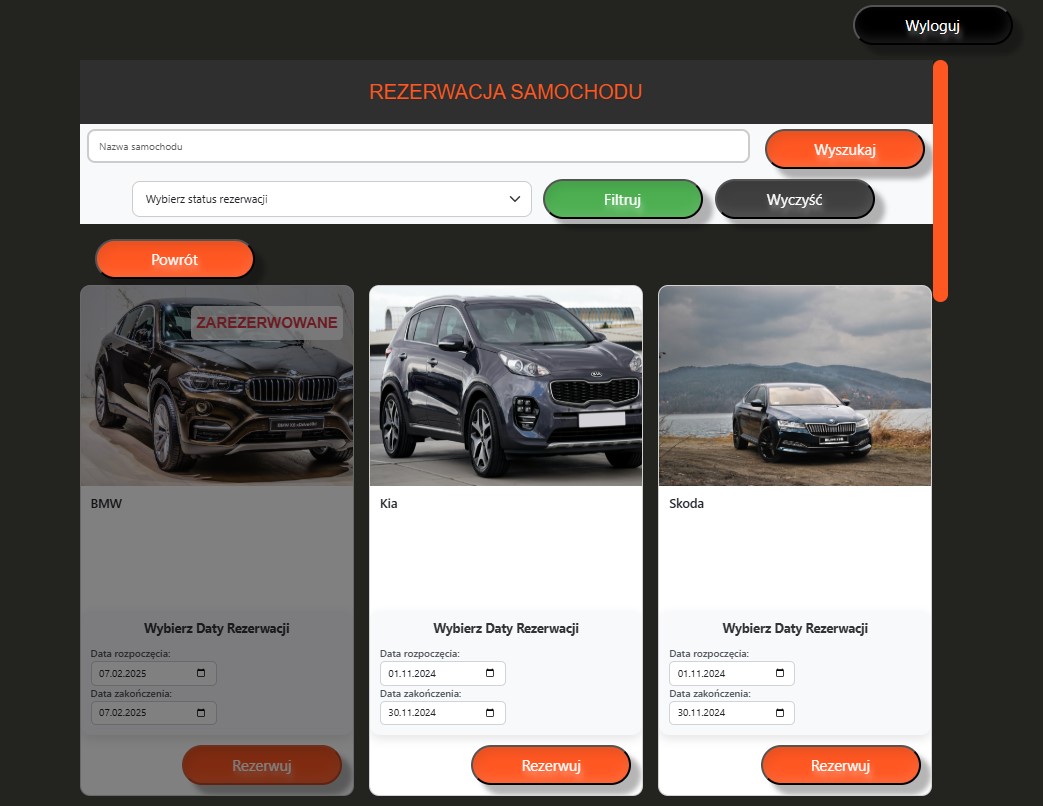 Wyloguj
REZERWACJA SAMOCHODU
Nazwa samochodu
Wyszukaj
Wybierz status rezerwacji
Filtruj
Wyczyść
Powrót
ZAREZERWOWANE
BMW
Wybierz Daty Rezerwacji
Data rozpoczęcia:
07.02.2025
Data zakończenia:
07.02.2025
Rezerwuj
Kia
Wybierz Daty Rezerwacji
Data rozpoczęcia:
01.11.2024
Data zakończenia:
30.11.2024
Rezerwuj
Skoda
Wybierz Daty Rezerwacji
Data rozpoczęcia:
01.11.2024
Data zakończenia:
30.11.2024
Rezerwuj